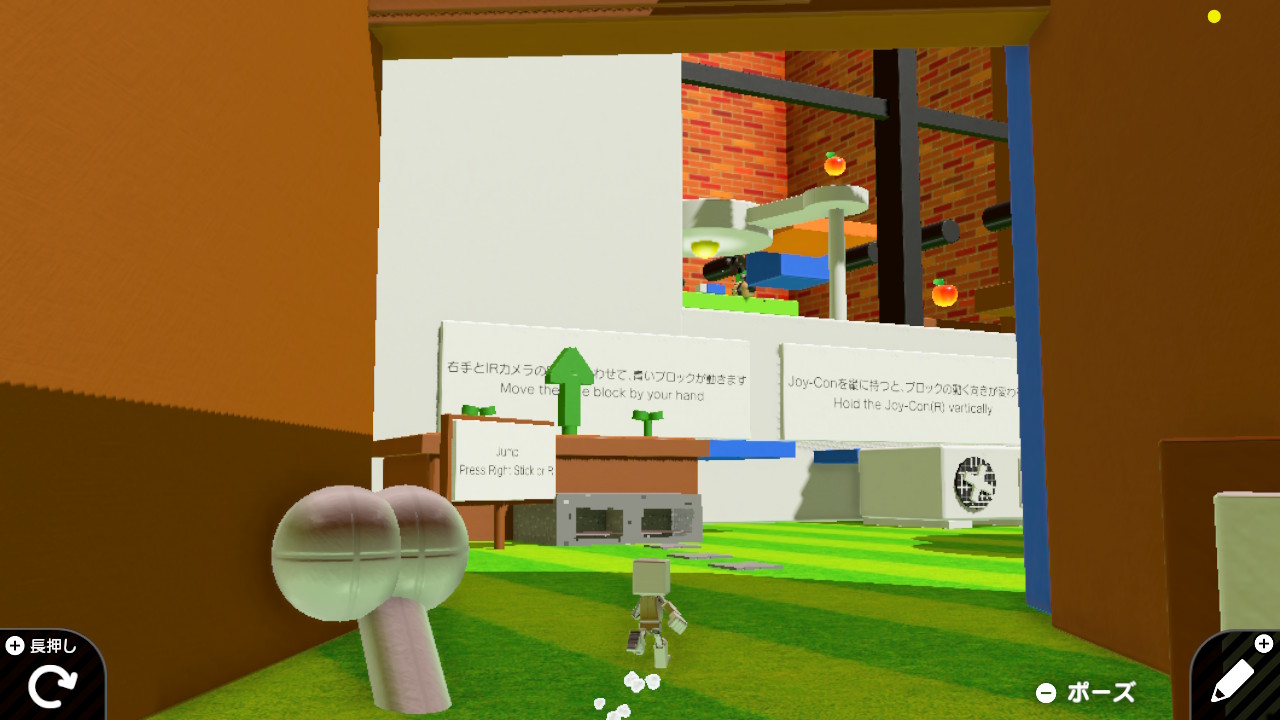 右手とIRカメラの わせて、青いブロックが動きます
Move the block by your hand
Joy-Conを縦に持つと、ブロックの動く向きが変わ
Hold the Joy-Con(R) vertically
Jump
Press Right Stick or R
長押し
ポーズ